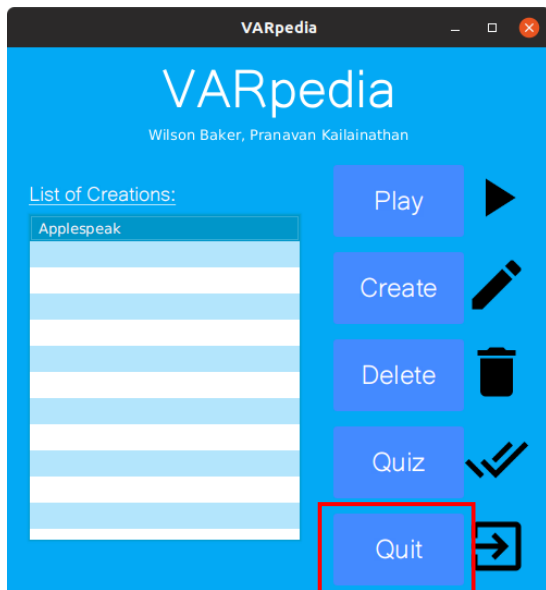 VARpedia
VARpedia
Wilson Baker, Pranavan Kailainathan
List of Creations:
Applespeak
Play
Create
Delete
Quiz
Quit